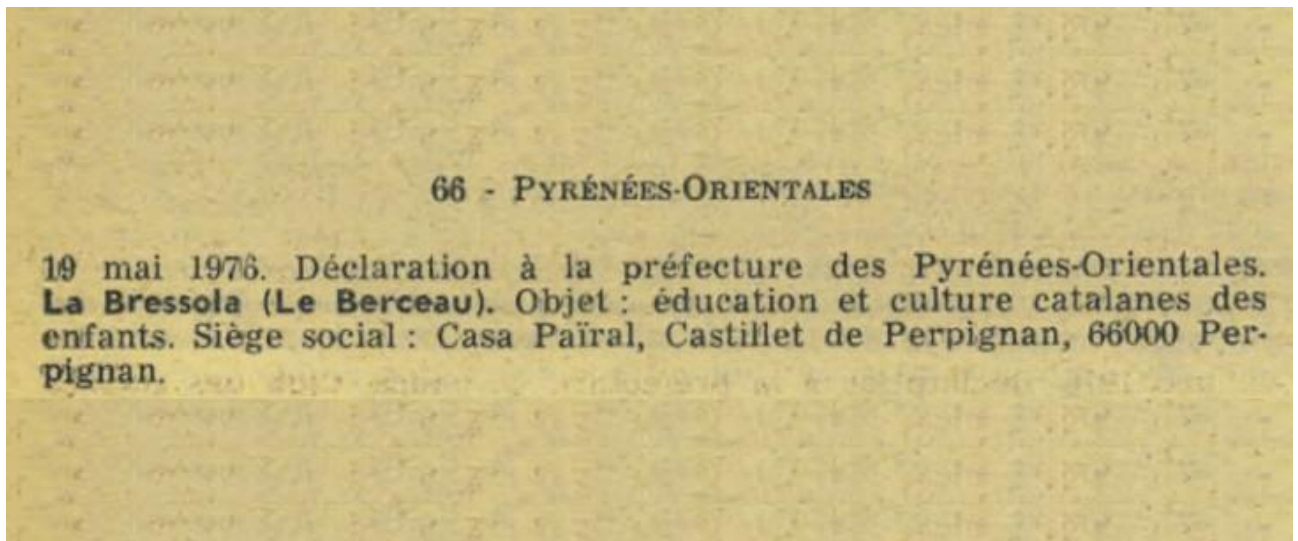 66 - PYRÉNÉES-ORIENTALES
19 mai 1976. Déclaration à la préfecture des Pyrénées-Orientales.
La Bressola (Le Berceau). Objet : éducation et culture catalanes des
enfants. Siège social : Casa Païral, Castillet de Perpignan, 66000 Per-
pignan.